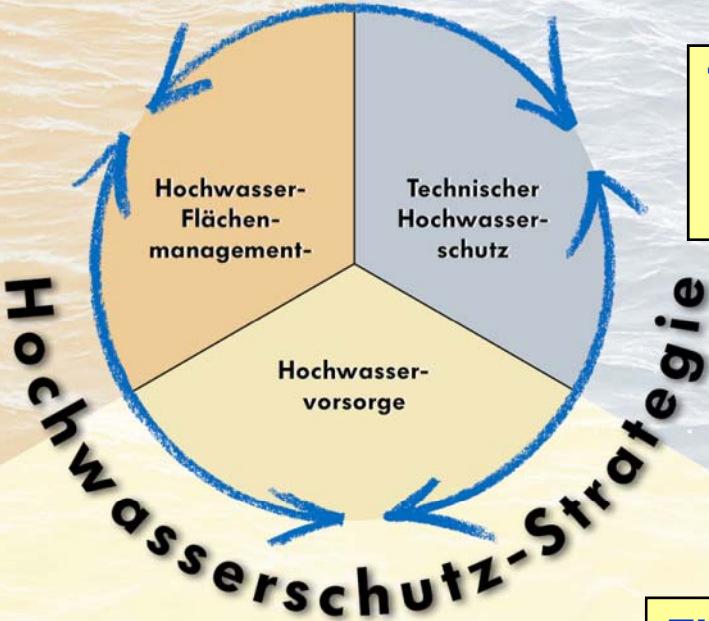 Hochwasser-
Flächen-
management-
Technischer
Hochwasser-
schutz
Hochwasser-
vorsorge
Hochwasserschutz-Strategie